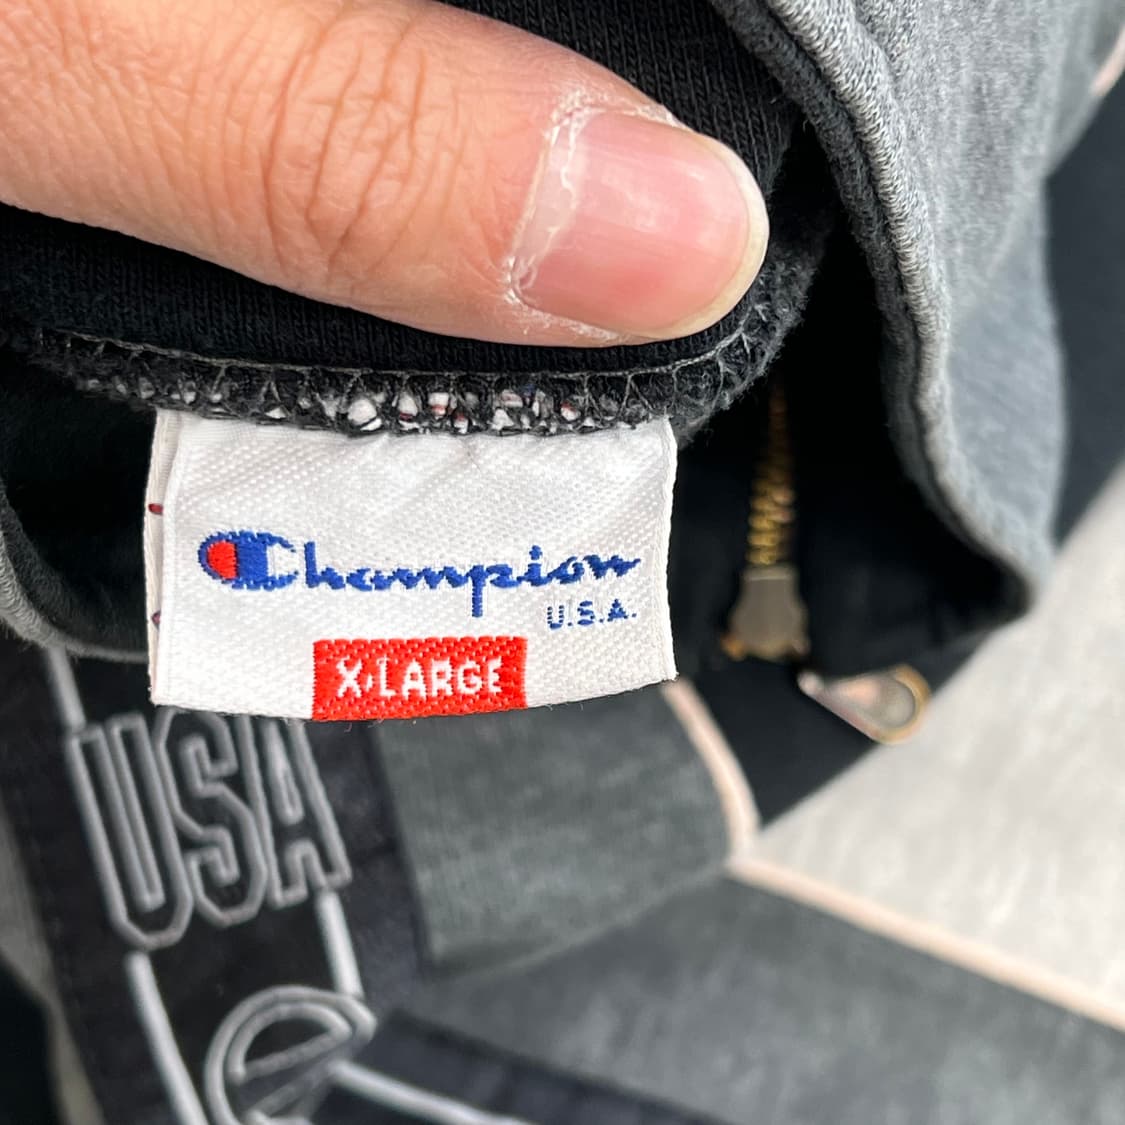 Champion
U.S.A.
X-LARGE
USA